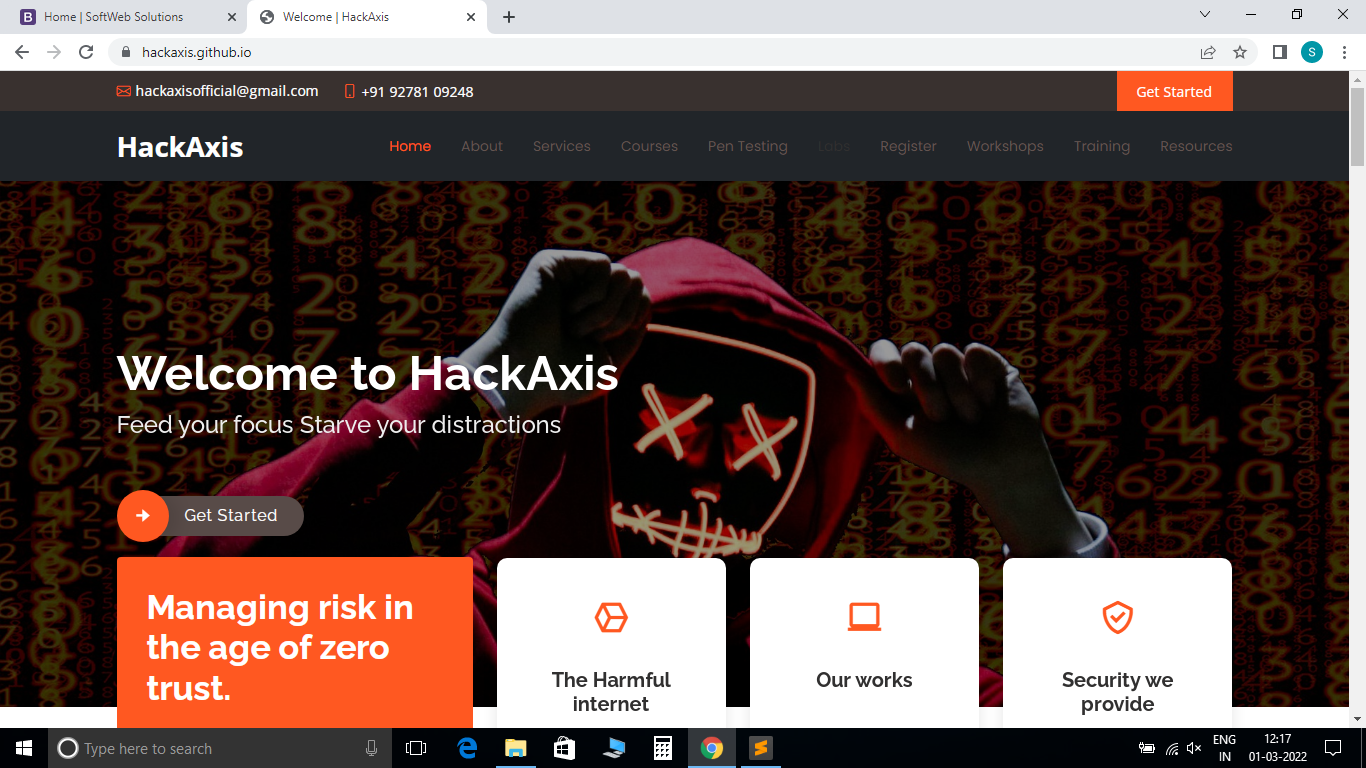 Home | SoftWeb Solutions
Welcome | HackAxis
hackaxis.github.io
S
hackaxisofficial@gmail.com
+91 92781 09248
Get Started
HackAxis
Home About Services Courses Pen Testing Labs Register Workshops Training Resources
Welcome to HackAxis
Feed your focus Starve your distractions
Get Started
Managing risk in
the age of zero
trust.
The Harmful
internet
Our works
Security we
provide
Type here to search
ENG
IN
12:17
01-03-2022